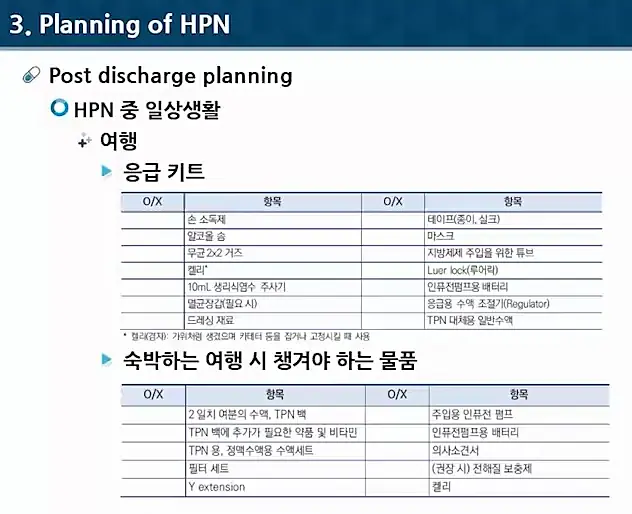 3. Planning of HPN
Post discharge planning
HPN 중 일상생활
여행
응급 키트
O/X 항목 O/X 항목
손 소독제 테이프(종이, 실크)
알코올 솜 마스크
무균2x2 거즈 지방제제 주입을 위한 튜브
켈리* Luer lock(루어락)
10mL 생리식염수 주사기 인퓨전펌프용 배터리
멸균장갑(필요 시) 응급용 수액 조절기(Regulator)
드레싱 재료 TPN 대체용 일반수액
* 켈리(겸자): 가위처럼 생겼으며 카테터 등을 잡거나 고정시킬 때 사용
숙박하는 여행 시 챙겨야 하는 물품
O/X 항목 O/X 항목
2 일치 여분의 수액, TPN 백 주입용 인퓨전 펌프
TPN 백에 추가가 필요한 약품 및 비타민 인퓨전펌프용 배터리
TPN 용, 정맥수액용 수액세트 의사소견서
필터 세트 (권장 시) 전해질 보충제
Y extension 켈리